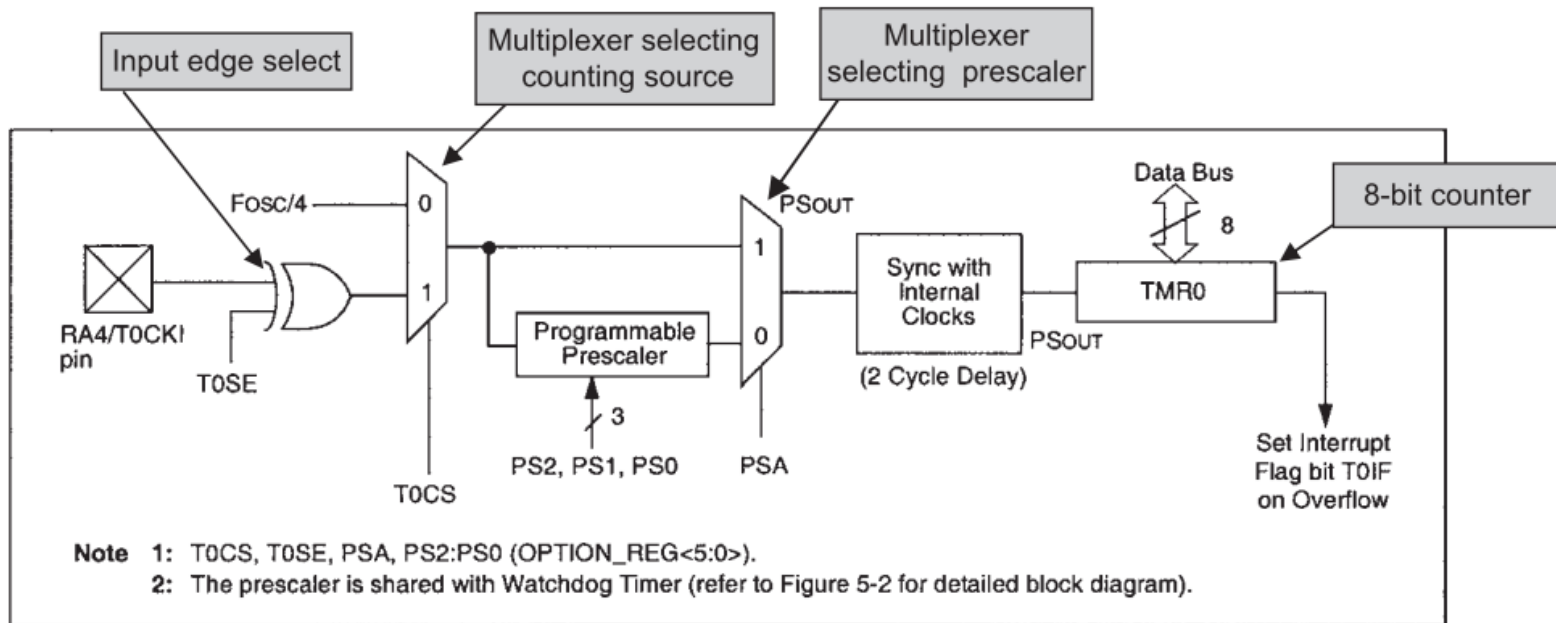 Input edge select
Multiplexer selecting
counting source
Multiplexer
selecting prescaler
8-bit counter
Data Bus
8
FOSC/4
0
1
PSOUT
1
0
RA4/T0CKI
pin
T0SE
T0CS
Programmable
Prescaler
3
PS2, PS1, PS0
PSA
Sync with
Internal
Clocks
(2 Cycle Delay)
PSOUT
TMR0
Set Interrupt
Flag bit T0IF
on Overflow
Note 1: T0CS, T0SE, PSA, PS2:PS0 (OPTION_REG<5:0>).
2: The prescaler is shared with Watchdog Timer (refer to Figure 5-2 for detailed block diagram).